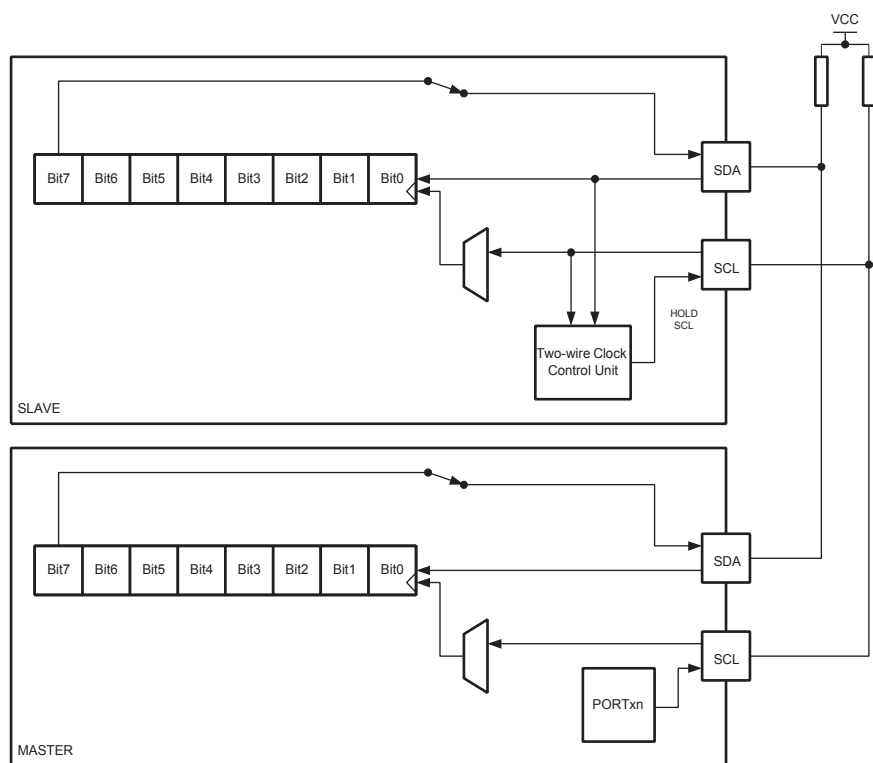 VCC
Bit7 Bit6 Bit5 Bit4 Bit3 Bit2 Bit1 Bit0
SDA
SCL
HOLD
SCL
Two-wire Clock
Control Unit
SLAVE
Bit7 Bit6 Bit5 Bit4 Bit3 Bit2 Bit1 Bit0
SDA
SCL
PORTxn
MASTER